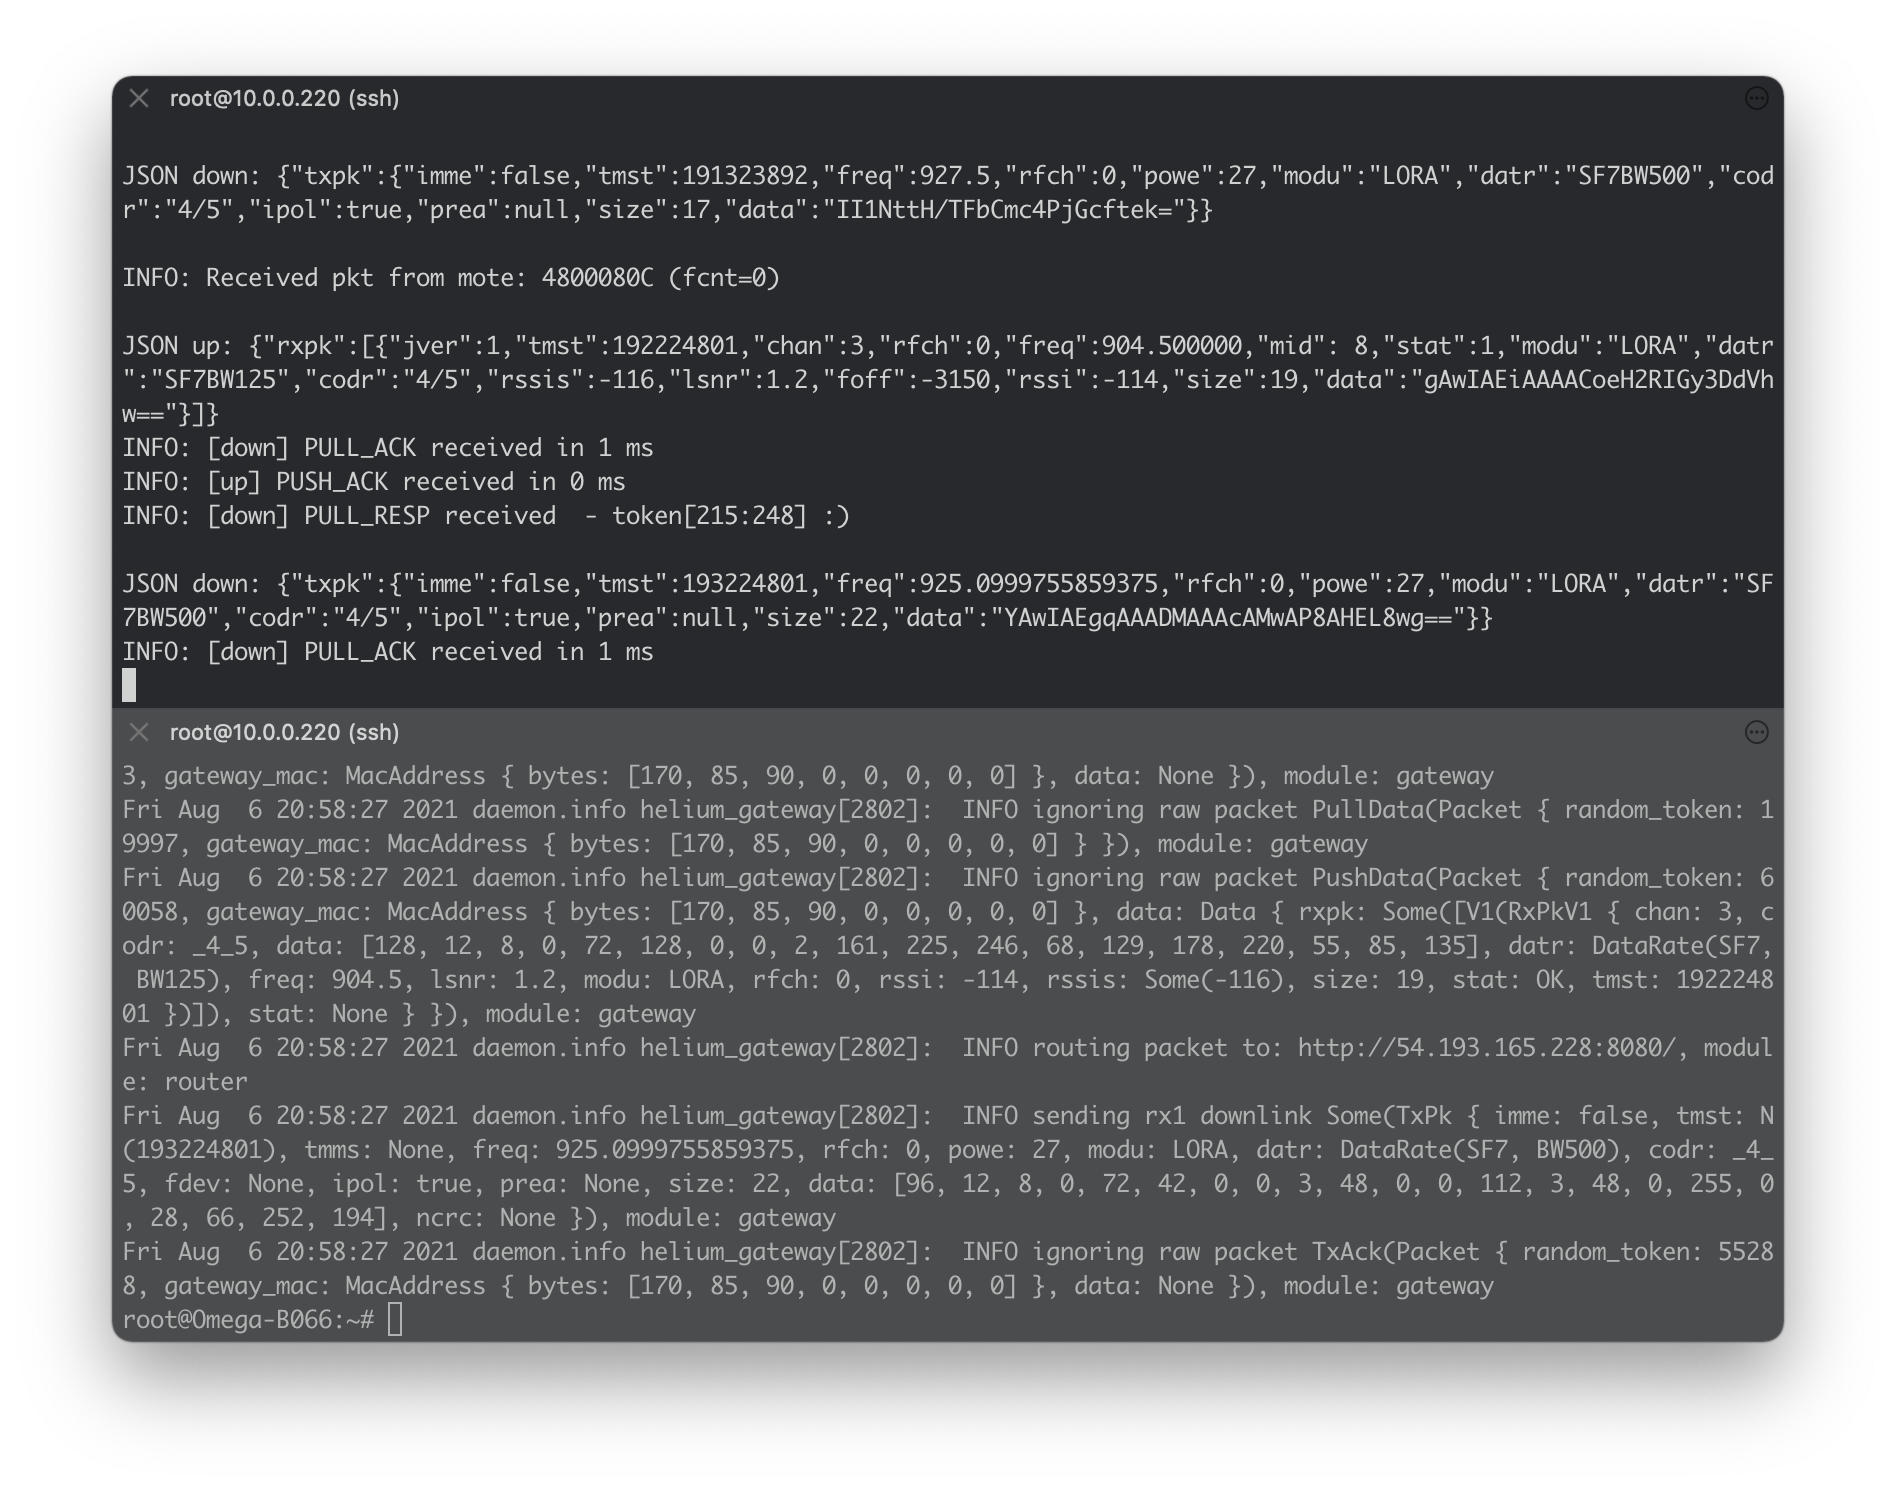 root@10.0.0.220 (ssh)
JSON down: {"txpk":{"imme":false,"tmst":191323892,"freq":927.5,"rfch":0,"powe":27,"modu":"LORA","datr":"SF7BW500","cod
r":"4/5","ipol":true,"prea":null,"size":17,"data":"II1NttH/TFbCmc4PjGcftek="}}
INFO: Received pkt from mote: 4800080C (fcnt=0)
JSON up: {"rxpk":[{"jver":1,"tmst":192224801,"chan":3,"rfch":0,"freq":904.500000,"mid": 8,"stat":1,"modu":"LORA","datr
":"SF7BW125","codr":"4/5","rssis":-116,"lsnr":1.2,"foff":-3150,"rssi":-114,"size":19,"data":"gAwIAEiAAAACoeH2RIGy3DdVh
w=="}]}
INFO: [down] PULL_ACK received in 1 ms
INFO: [up] PUSH_ACK received in 0 ms
INFO: [down] PULL_RESP received  - token[215:248] :)
JSON down: {"txpk":{"imme":false,"tmst":193224801,"freq":925.0999755859375,"rfch":0,"powe":27,"modu":"LORA","datr":"SF
7BW500","codr":"4/5","ipol":true,"prea":null,"size":22,"data":"YAwIAEgqAAADMAAAcAMwAP8AHEL8wg=="}}
INFO: [down] PULL_ACK received in 1 ms
root@10.0.0.220 (ssh)
3, gateway_mac: MacAddress { bytes: [170, 85, 90, 0, 0, 0, 0, 0] }, data: None }), module: gateway
Fri Aug  6 20:58:27 2021 daemon.info helium_gateway[2802]:  INFO ignoring raw packet PullData(Packet { random_token: 1
9997, gateway_mac: MacAddress { bytes: [170, 85, 90, 0, 0, 0, 0, 0] } }), module: gateway
Fri Aug  6 20:58:27 2021 daemon.info helium_gateway[2802]:  INFO ignoring raw packet PushData(Packet { random_token: 6
0058, gateway_mac: MacAddress { bytes: [170, 85, 90, 0, 0, 0, 0, 0] }, data: Data { rxpk: Some([V1(RxPkV1 { chan: 3, c
odr: _4_5, data: [128, 12, 8, 0, 72, 128, 0, 0, 2, 161, 225, 246, 68, 129, 178, 220, 55, 85, 135], datr: DataRate(SF7,
 BW125), freq: 904.5, lsnr: 1.2, modu: LORA, rfch: 0, rssi: -114, rssis: Some(-116), size: 19, stat: OK, tmst: 1922248
01 })]), stat: None } }), module: gateway
Fri Aug  6 20:58:27 2021 daemon.info helium_gateway[2802]:  INFO routing packet to: http://54.193.165.228:8080/, modul
e: router
Fri Aug  6 20:58:27 2021 daemon.info helium_gateway[2802]:  INFO sending rx1 downlink Some(TxPk { imme: false, tmst: N
(193224801), tmms: None, freq: 925.0999755859375, rfch: 0, powe: 27, modu: LORA, datr: DataRate(SF7, BW500), codr: _4_
5, fdev: None, ipol: true, prea: None, size: 22, data: [96, 12, 8, 0, 72, 42, 0, 0, 3, 48, 0, 0, 112, 3, 48, 0, 255, 0
, 28, 66, 252, 194], ncrc: None }), module: gateway
Fri Aug  6 20:58:27 2021 daemon.info helium_gateway[2802]:  INFO ignoring raw packet TxAck(Packet { random_token: 5528
8, gateway_mac: MacAddress { bytes: [170, 85, 90, 0, 0, 0, 0, 0] }, data: None }), module: gateway
root@Omega-B066:~#